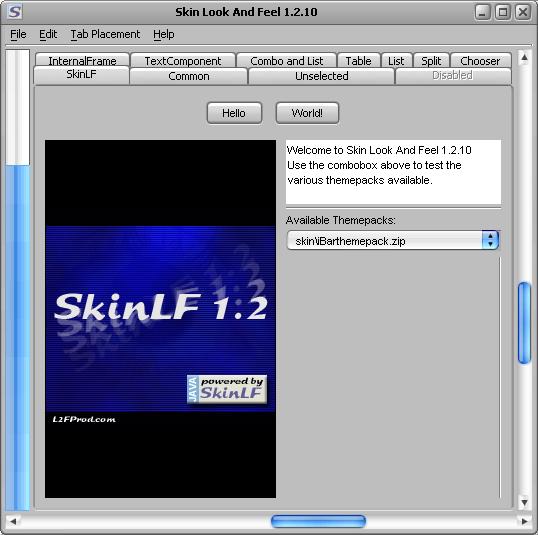 Skin Look And Feel 1.2.10
File Edit Tab Placement Help
InternalFrame TextComponent Combo and List Table List Split Chooser
SkinLF Common Unselected Disabled
Hello World!
Welcome to Skin Look And Feel 1.2.10
Use the combobox above to test the
various themepacks available.
Available Themepacks:
skin\iBarthemepack.zip
SkinLF 1.2
JAVA
powered by
SkinLF
L2FProd.com